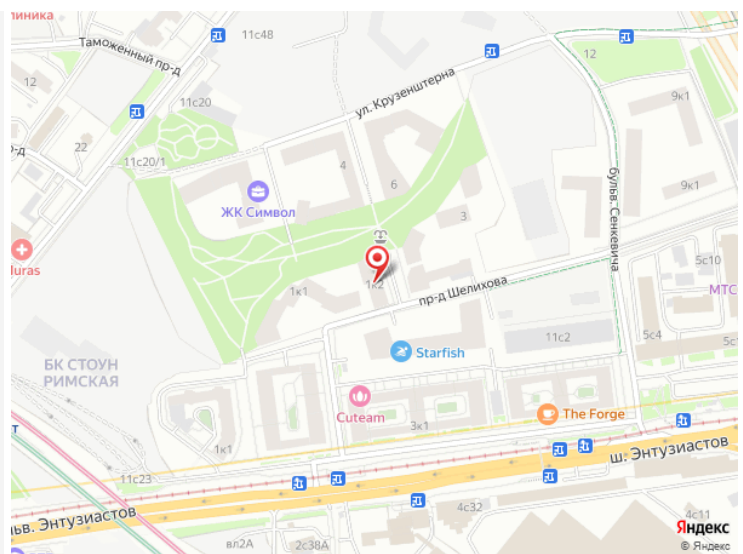 линика
11с48
Таможенный пр-д
12
12
9к1
11с20
ул. Крузенштерна
22
11с20/1
4
6
9к1
ЖК Символ
3
бульв. Сенкевича
luras
5с10
1к1
1к2
пр-д Шелихова
МТС
11с2
5с4
5с1
БК СТОУН
РИМСКАЯ
Starfish
Cuteam
The Forge
3к1
1к1
11с23
ш. Энтузиастов
ьв. Энтузиастов
4с32
4с11
вл2А
2с38А
Яндекс
© Яндекс